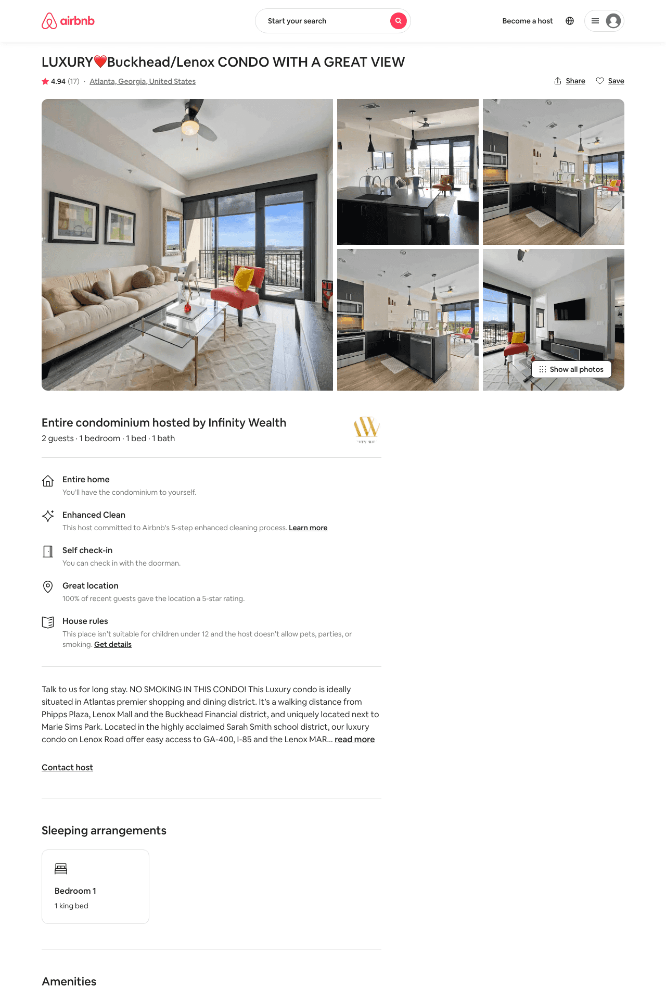 airbnb
Start your search
Become a host
LUXURY❤️Buckhead/Lenox CONDO WITH A GREAT VIEW
4.94 (17) · Atlanta, Georgia, United States
Share
Save
Show all photos
Entire condominium hosted by Infinity Wealth
2 guests · 1 bedroom · 1 bed · 1 bath
Entire home
You’ll have the condominium to yourself.
Enhanced Clean
This host committed to Airbnb's 5-step enhanced cleaning process. Learn more
Self check-in
You can check in with the doorman.
Great location
100% of recent guests gave the location a 5-star rating.
House rules
This place isn’t suitable for children under 12 and the host doesn’t allow pets, parties, or
smoking. Get details
Talk to us for long stay. NO SMOKING IN THIS CONDO! This Luxury condo is ideally
situated in Atlantas premier shopping and dining district. It’s a walking distance from
Phipps Plaza, Lenox Mall and the Buckhead Financial district, and uniquely located next to
Marie Sims Park. Located in the highly acclaimed Sarah Smith school district, our luxury
condo on Lenox Road offer easy access to GA-400, I-85 and the Lenox MAR... read more
Contact host
Sleeping arrangements
Bedroom 1
1 king bed
Amenities